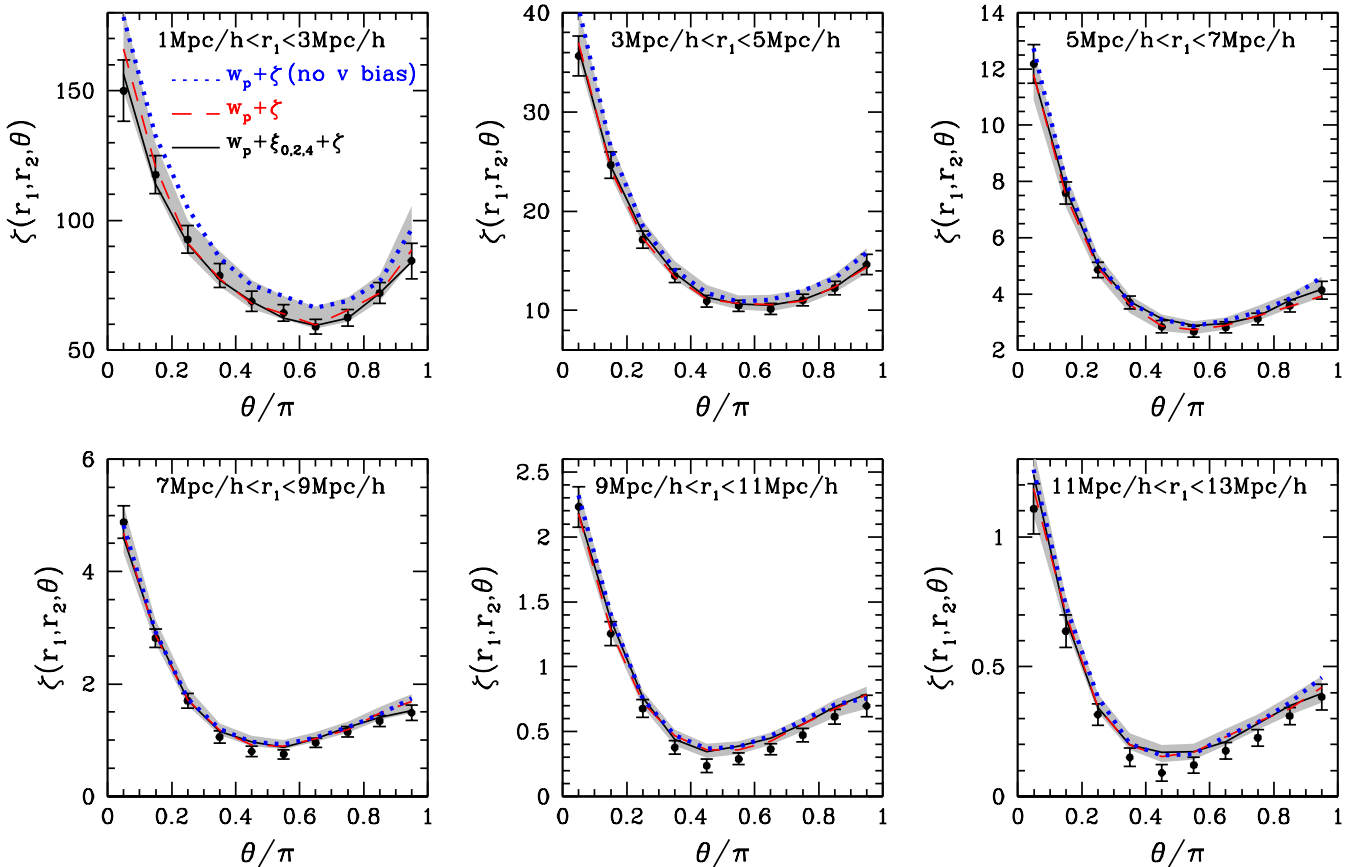 1Mpc/h<r₁<3Mpc/h
wₚ+ζ (no v bias)
wₚ+ζ
wₚ+ξ₀,₂,₄+ζ
ζ(r₁,r₂,θ)
150
100
50
0 0.2 0.4 0.6 0.8 1
θ/π
3Mpc/h<r₁<5Mpc/h
ζ(r₁,r₂,θ)
40
30
20
10
0 0.2 0.4 0.6 0.8 1
θ/π
5Mpc/h<r₁<7Mpc/h
ζ(r₁,r₂,θ)
14
12
10
8
6
4
2
0 0.2 0.4 0.6 0.8 1
θ/π
7Mpc/h<r₁<9Mpc/h
ζ(r₁,r₂,θ)
6
4
2
0
0 0.2 0.4 0.6 0.8 1
θ/π
9Mpc/h<r₁<11Mpc/h
ζ(r₁,r₂,θ)
2.5
2
1.5
1
0.5
0
0 0.2 0.4 0.6 0.8 1
θ/π
11Mpc/h<r₁<13Mpc/h
ζ(r₁,r₂,θ)
1
0.5
0
0 0.2 0.4 0.6 0.8 1
θ/π